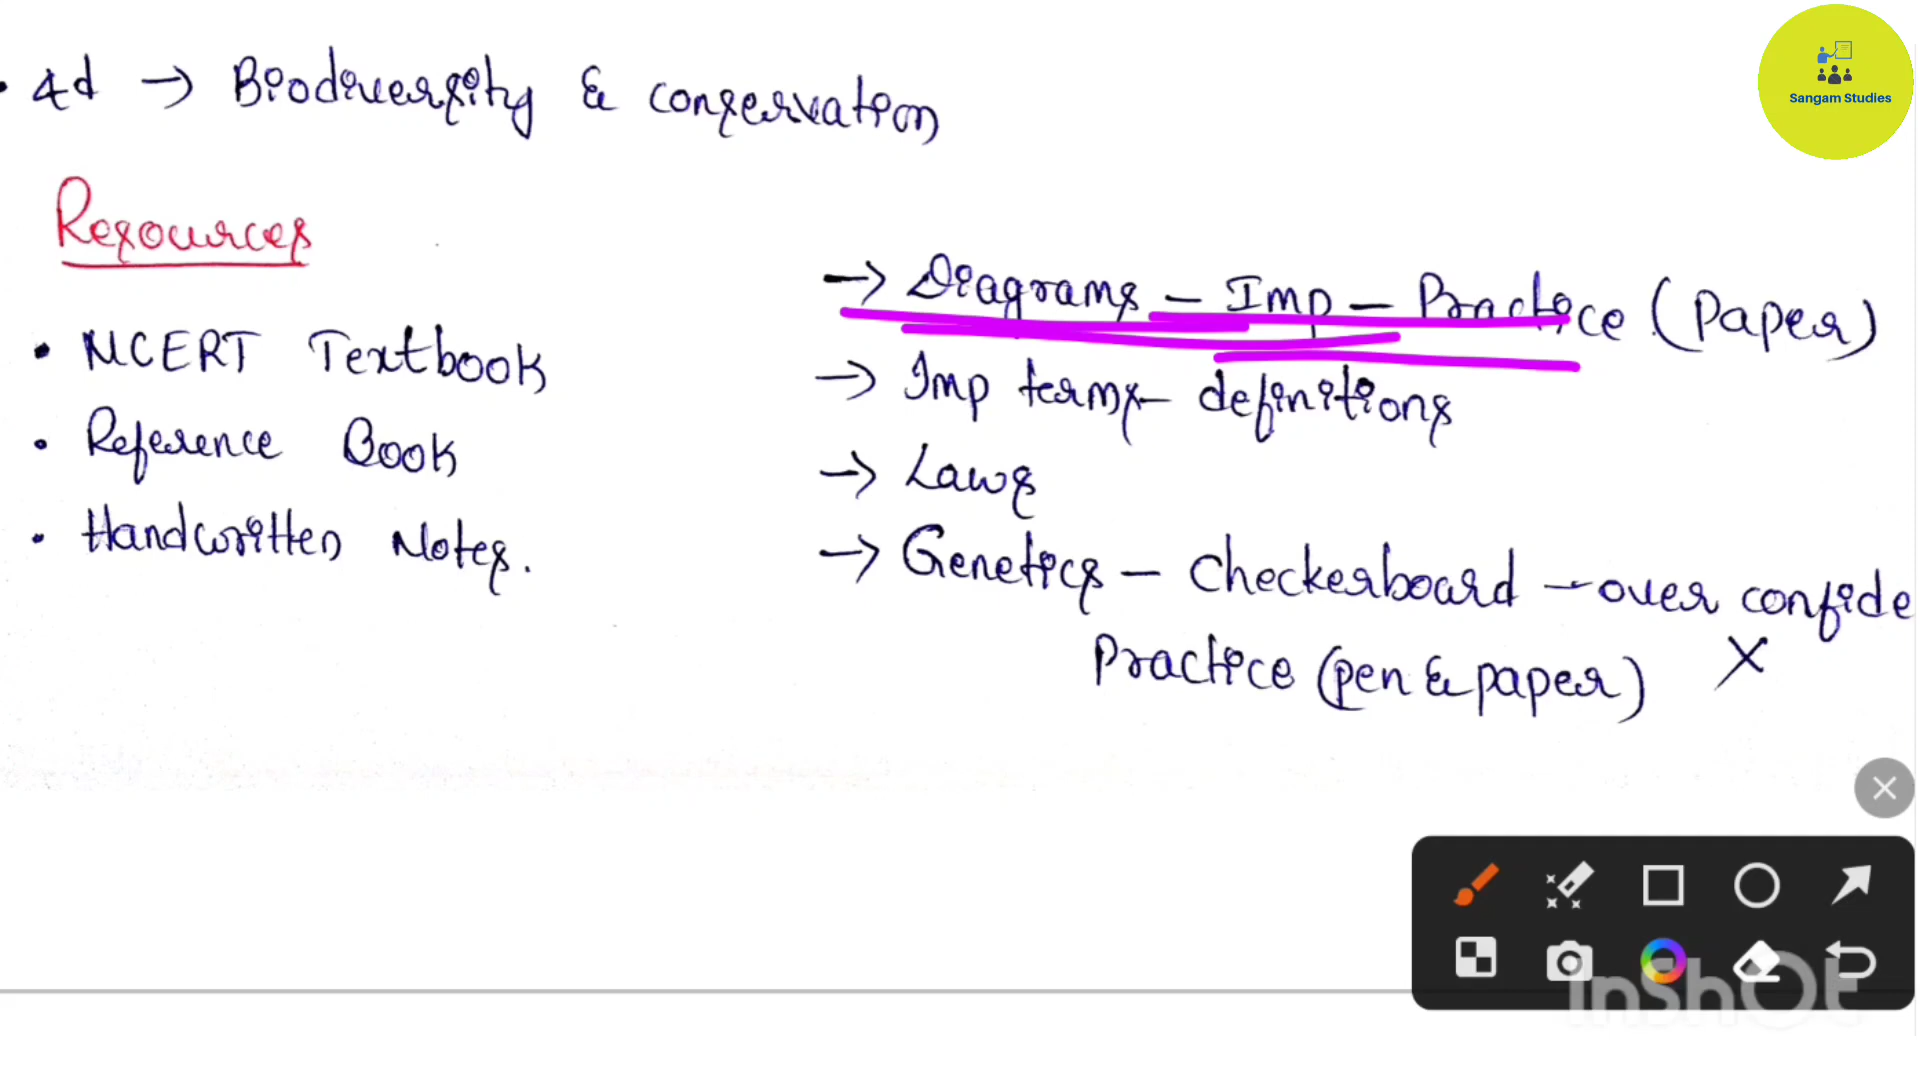 Sangam Studies
• 4d → Biodiversity & conservation
Resources
• NCERT Textbook
• Reference Book
• Handwritten Notes.
→ Diagrams – Imp – Practice (Paper)
→ Imp terms – definitions
→ Laws
→ Genetics – Checkerboard – over confide
Practice (pen & paper) X
InShOt